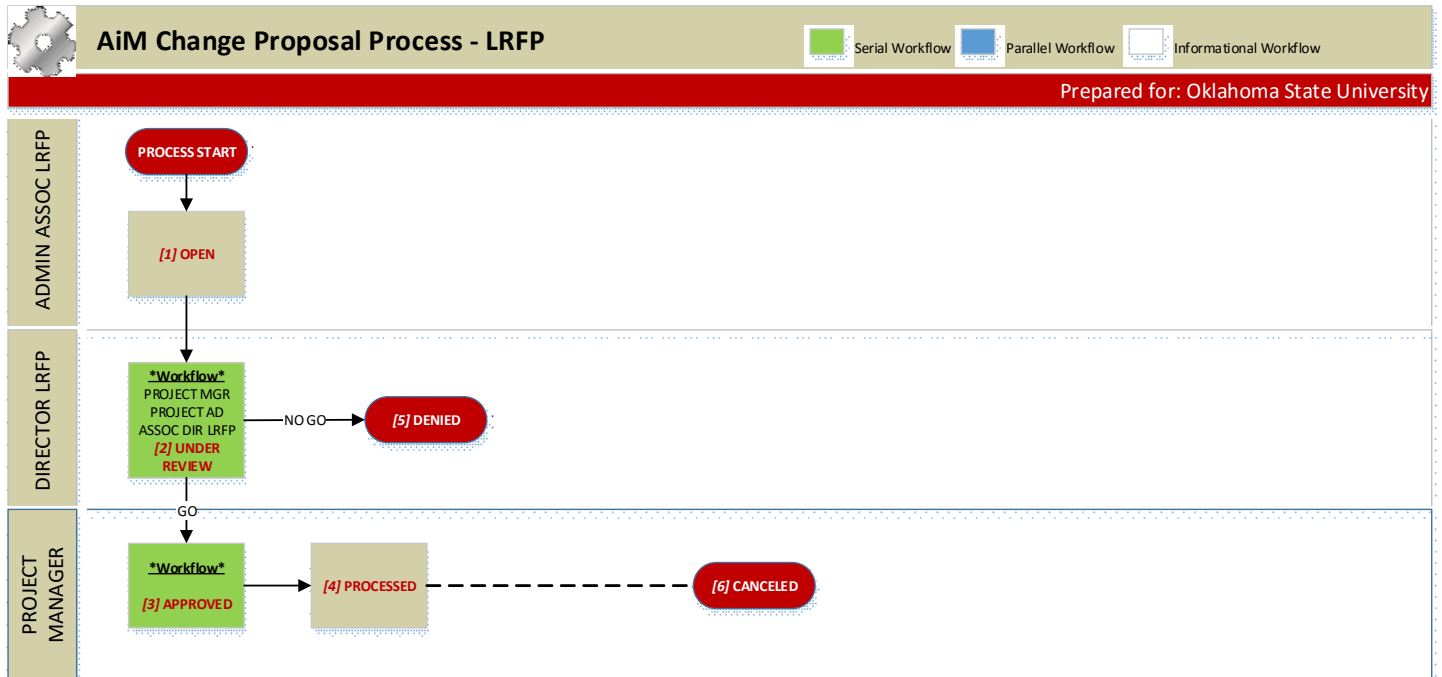 AiM Change Proposal Process - LRFP
Serial Workflow
Parallel Workflow
Informational Workflow
Prepared for: Oklahoma State University
ADMIN ASSOC LRFP
PROCESS START
[1] OPEN
DIRECTOR LRFP
*Workflow*
PROJECT MGR
PROJECT AD
ASSOC DIR LRFP
[2] UNDER
REVIEW
NO GO
[5] DENIED
GO
PROJECT
MANAGER
*Workflow*
[3] APPROVED
[4] PROCESSED
[6] CANCELED